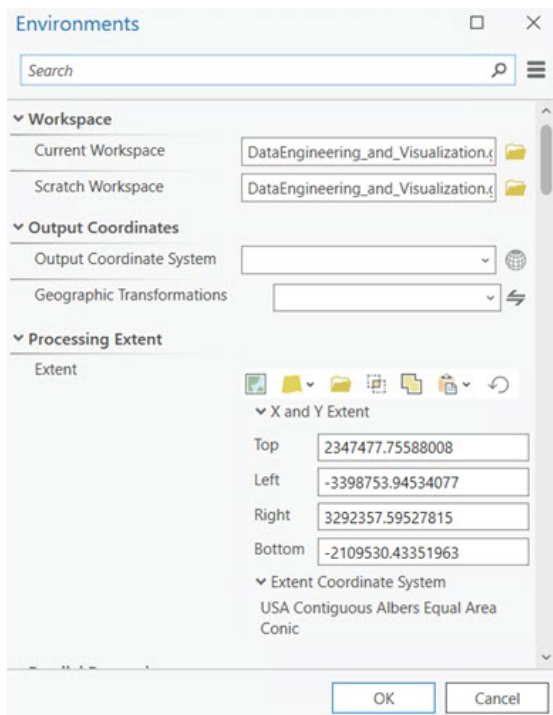 Environments
Search
Workspace
Current Workspace DataEngineering_and_Visualization.g
Scratch Workspace DataEngineering_and_Visualization.g
Output Coordinates
Output Coordinate System
Geographic Transformations
Processing Extent
Extent
X and Y Extent
Top 2347477.75588008
Left -3398753.94534077
Right 3292357.59527815
Bottom -2109530.43351963
Extent Coordinate System
USA Contiguous Albers Equal Area
Conic
OK Cancel